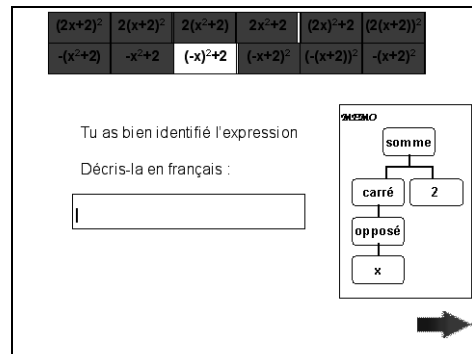 (2x+2)² 2(x+2)² 2(x²+2) 2x²+2 (2x)²+2 (2(x+2))²
-(x²+2) -x²+2 (-x)²+2 (-x+2)² (-(x+2))² -(x+2)²
Tu as bien identifié l'expression
Décris-la en français :
MEMO
somme
carré 2
opposé
x